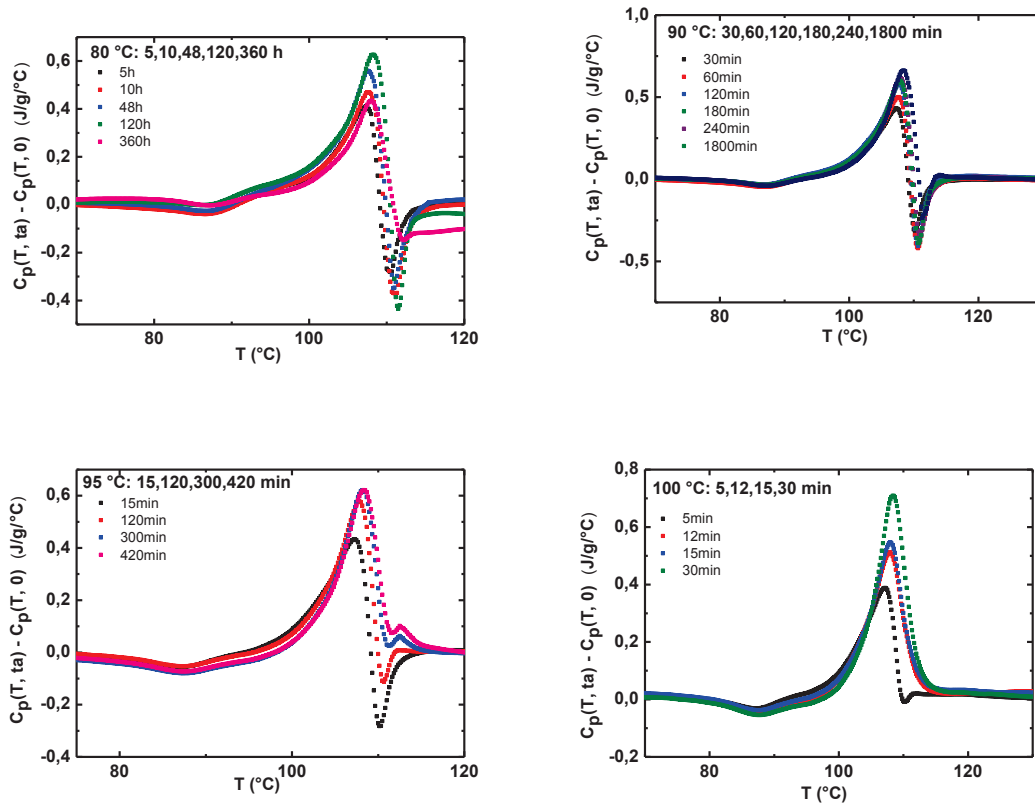 80 °C: 5,10,48,120,360 h
5h
10h
48h
120h
360h
0,6
0,4
0,2
0,0
-0,2
-0,4
Cp(T, ta) - Cp(T, 0) (J/g/°C)
80
100
120
T (°C)
90 °C: 30,60,120,180,240,1800 min
30min
60min
120min
180min
240min
1800min
1,0
0,5
0,0
-0,5
Cp(T, ta) - Cp(T, 0) (J/g/°C)
80
100
120
T (°C)
95 °C: 15,120,300,420 min
15min
120min
300min
420min
0,6
0,4
0,2
0,0
-0,2
-0,4
Cp(T, ta) - Cp(T, 0) (J/g/°C)
80
100
120
T (°C)
100 °C: 5,12,15,30 min
5min
12min
15min
30min
0,8
0,6
0,4
0,2
0,0
-0,2
Cp(T, ta) - Cp(T, 0) (J/g/°C)
80
100
120
T (°C)